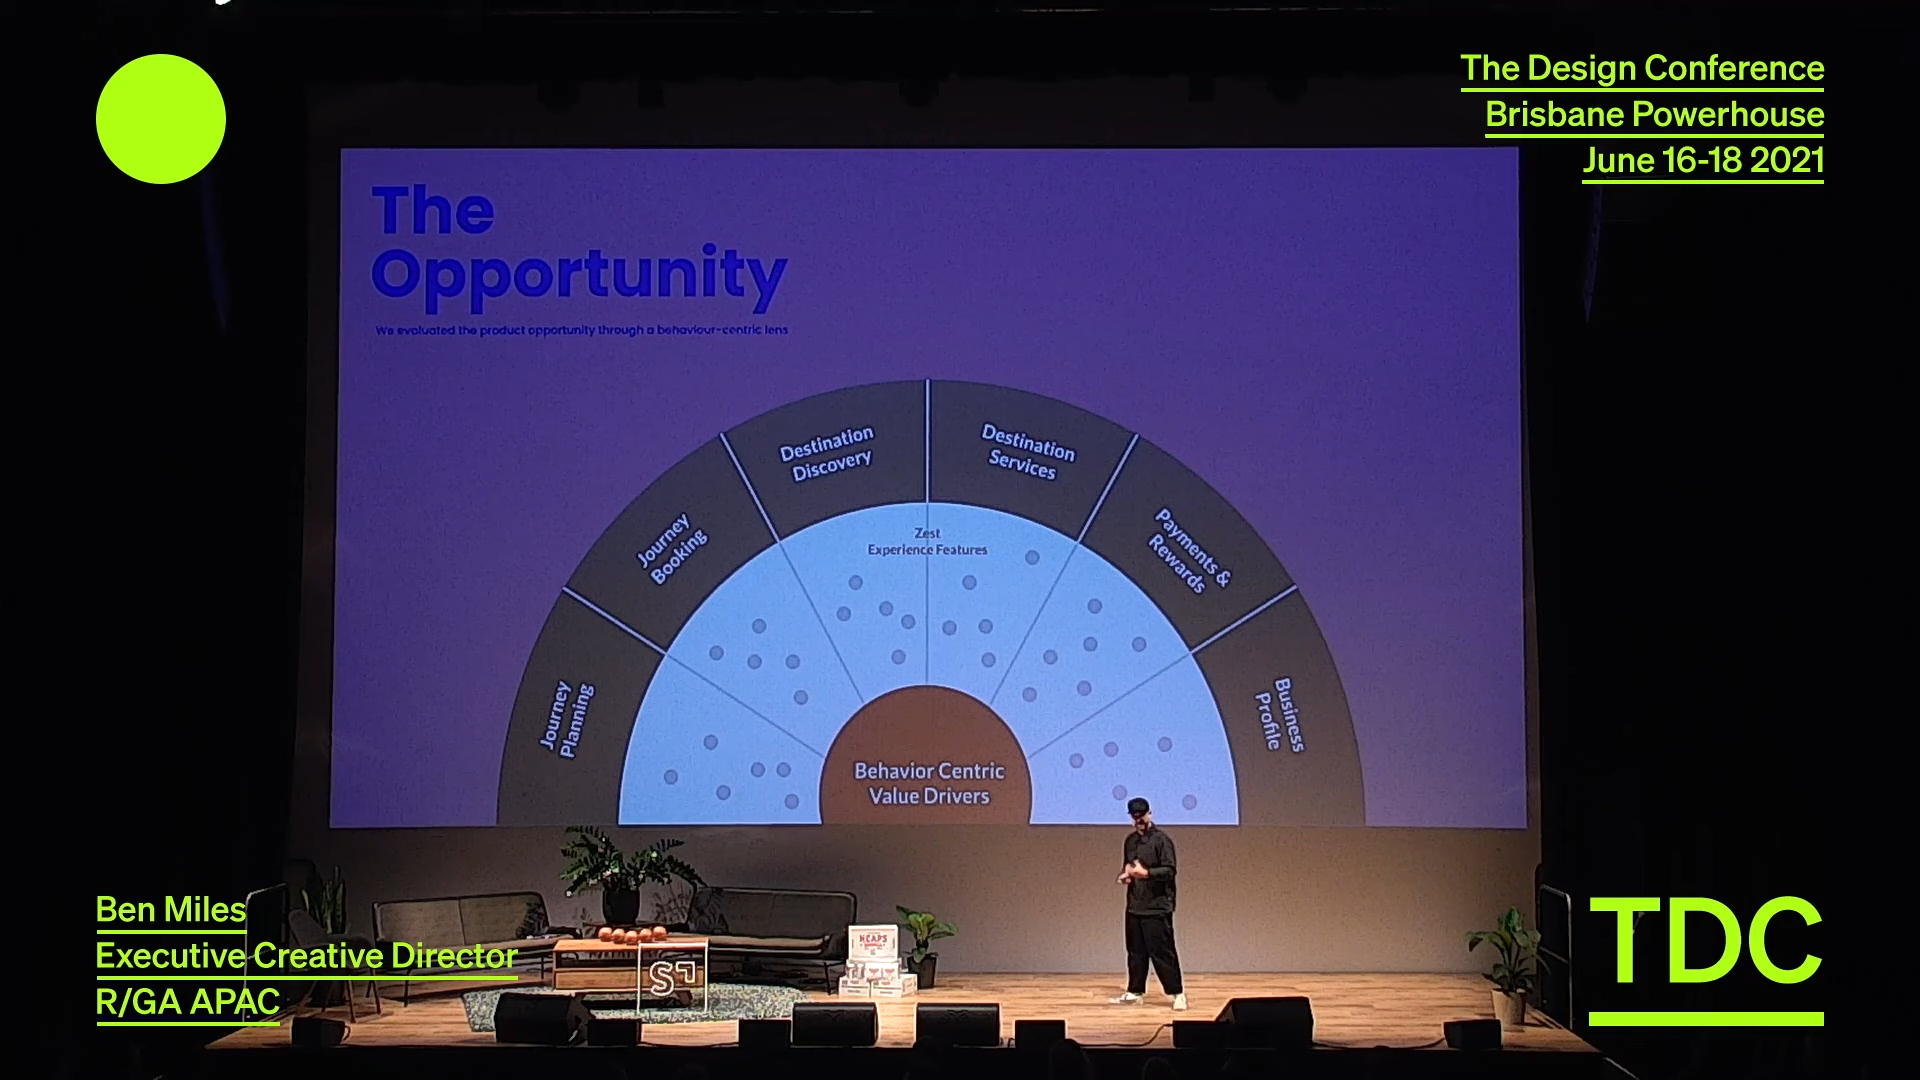 The Design Conference
Brisbane Powerhouse
June 16-18 2021
The
Opportunity
We evaluated the product opportunity through a behaviour-centric lens
Journey
Planning
Journey
Booking
Destination
Discovery
Destination
Services
Payments &
Rewards
Business
Profile
Zest
Experience Features
Behavior Centric
Value Drivers
HEAPS
Ben Miles
Executive Creative Director
R/GA APAC
TDC